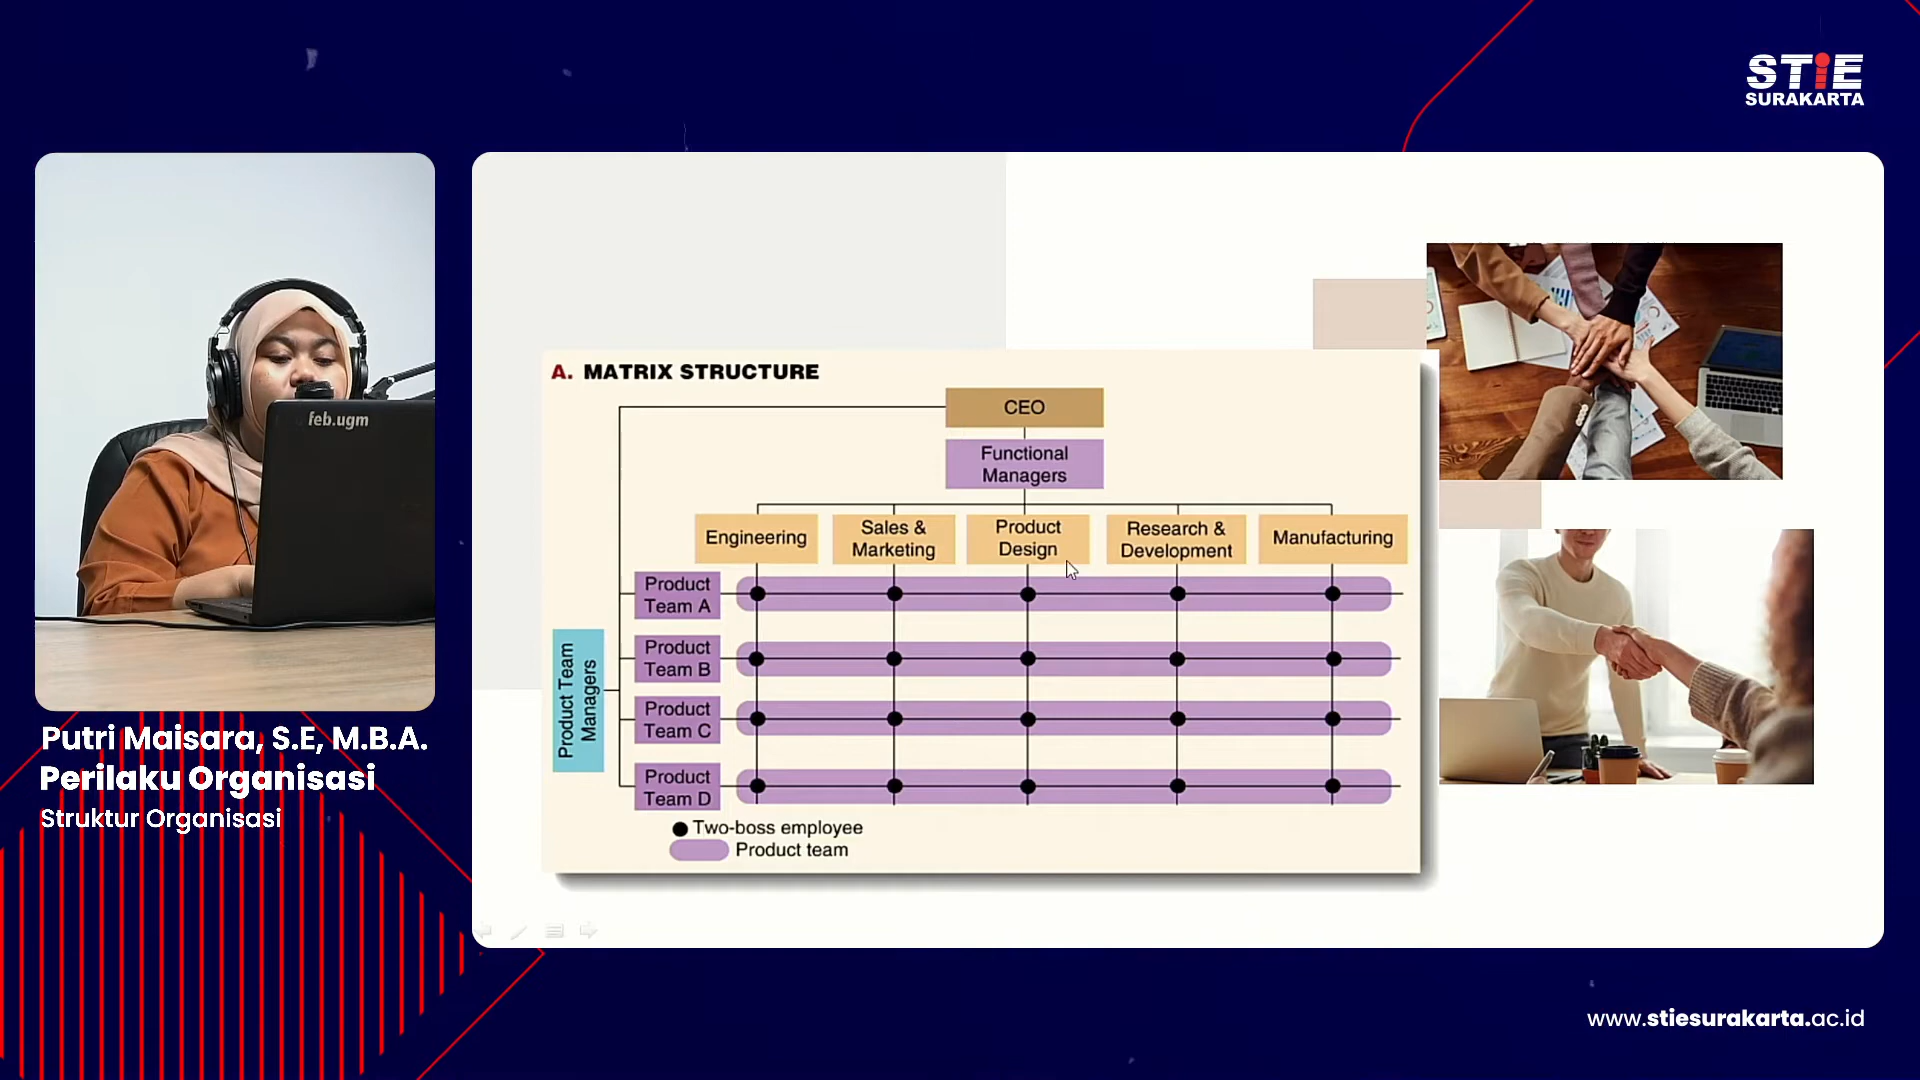 STiE
SURAKARTA
feb.ugm
Putri Maisara, S.E, M.B.A.
Perilaku Organisasi
Struktur Organisasi
A. MATRIX STRUCTURE
CEO
Functional
Managers
Engineering
Sales &
Marketing
Product
Design
Research &
Development
Manufacturing
Product Team
Managers
Product
Team A
Product
Team B
Product
Team C
Product
Team D
Two-boss employee
Product team
www.stiesurakarta.ac.id